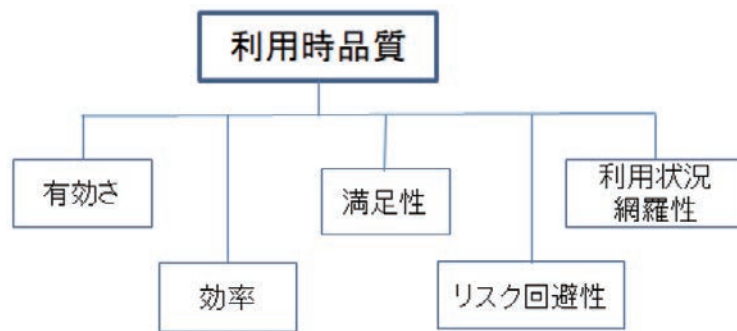 利用時品質
有効さ
効率
満足性
リスク回避性
利用状況
網羅性